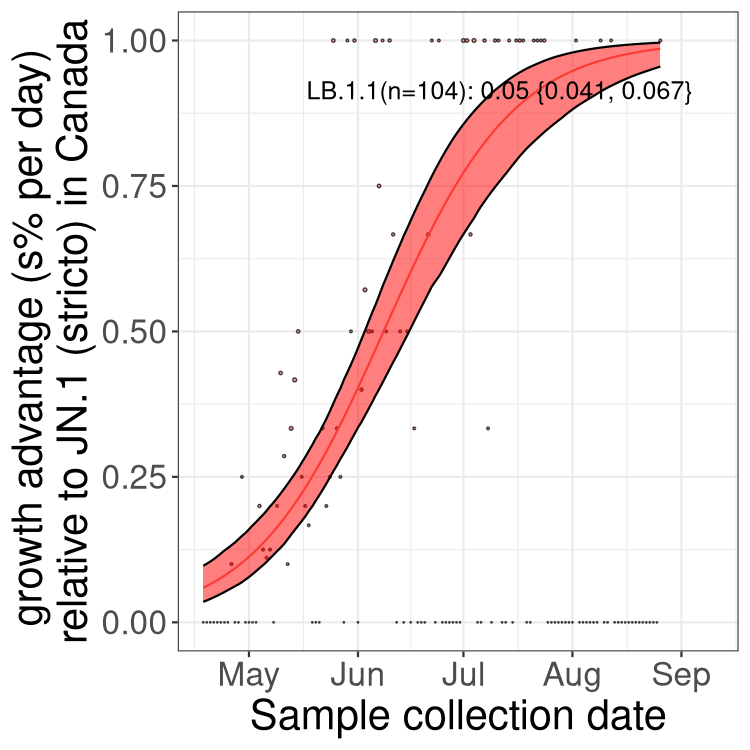 growth advantage (s% per day)
relative to JN.1 (stricto) in Canada
1.00
0.75
0.50
0.25
0.00
LB.1.1(n=104): 0.05 {0.041, 0.067}
May Jun Jul Aug Sep
Sample collection date